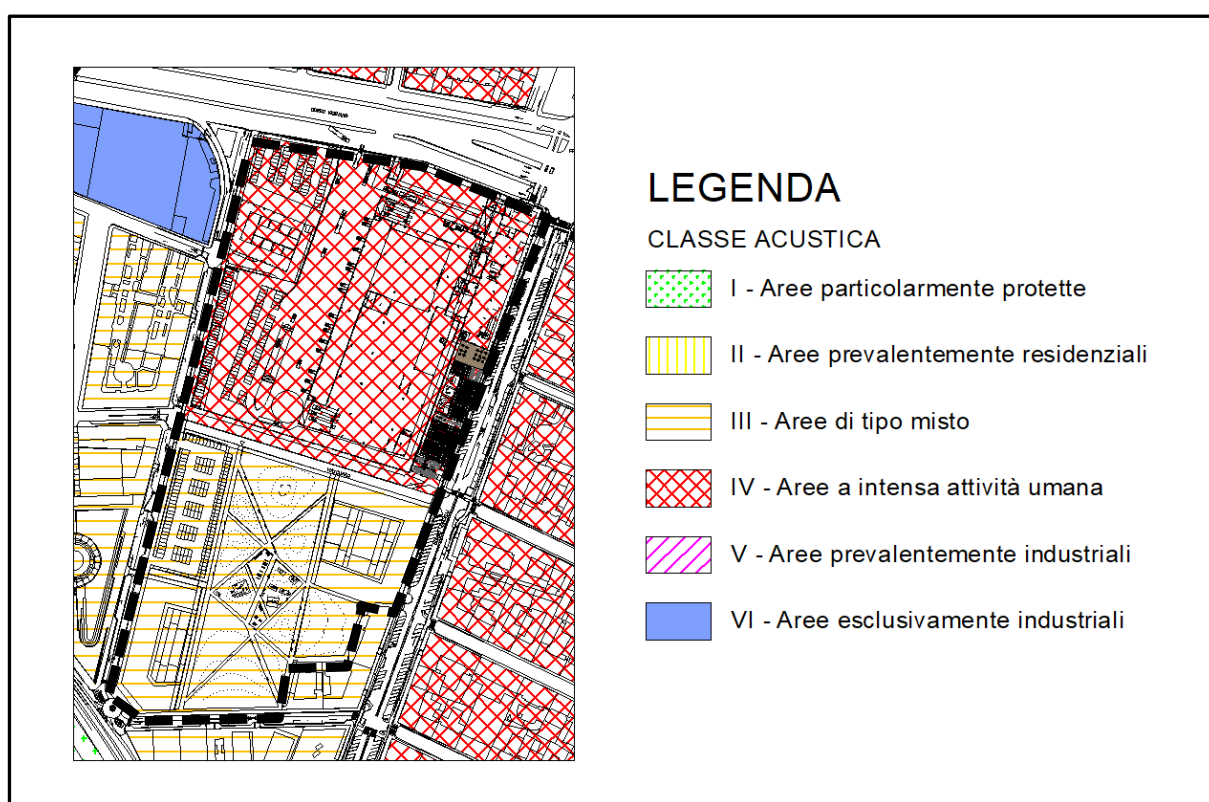 LEGENDA
CLASSE ACUSTICA
I - Aree particolarmente protette
II - Aree prevalentemente residenziali
III - Aree di tipo misto
IV - Aree a intensa attività umana
V - Aree prevalentemente industriali
VI - Aree esclusivamente industriali